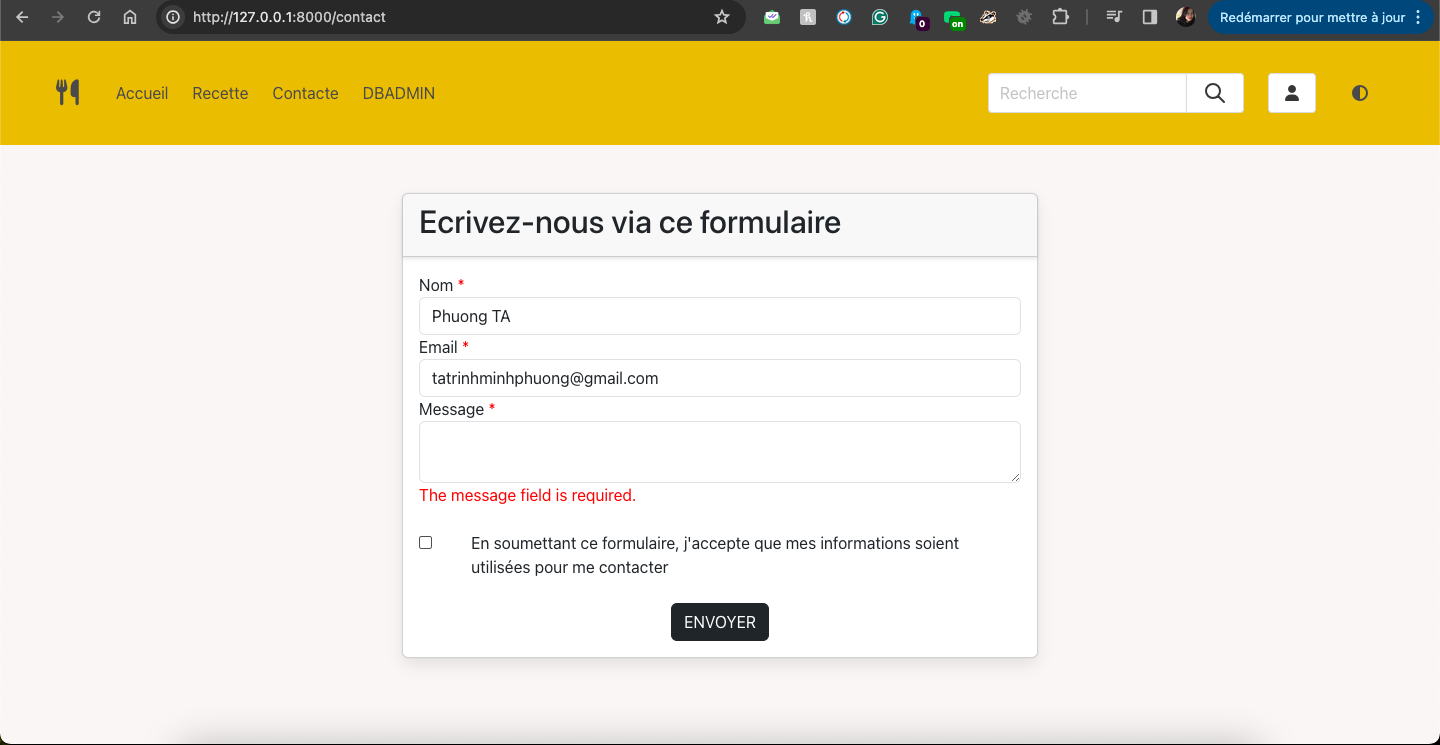 http://127.0.0.1:8000/contact
0
on
Redémarrer pour mettre à jour
Accueil Recette Contacte DBADMIN
Recherche
Ecrivez-nous via ce formulaire
Nom *
Phuong TA
Email *
tatrinhminhphuong@gmail.com
Message *
The message field is required.
En soumettant ce formulaire, j'accepte que mes informations soient
utilisées pour me contacter
ENVOYER